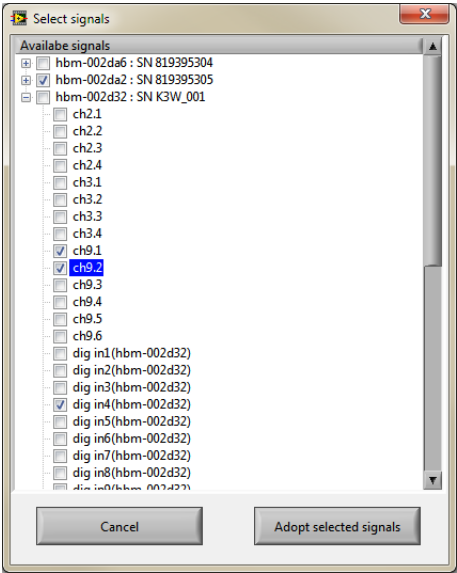 Select signals
Availabe signals
hbm-002da6 : SN 819395304
hbm-002da2 : SN 819395305
hbm-002d32 : SN K3W_001
ch2.1
ch2.2
ch2.3
ch2.4
ch3.1
ch3.2
ch3.3
ch3.4
ch9.1
ch9.2
ch9.3
ch9.4
ch9.5
ch9.6
dig in1(hbm-002d32)
dig in2(hbm-002d32)
dig in3(hbm-002d32)
dig in4(hbm-002d32)
dig in5(hbm-002d32)
dig in6(hbm-002d32)
dig in7(hbm-002d32)
dig in8(hbm-002d32)
dig in9(hbm-002d32)
Cancel
Adopt selected signals